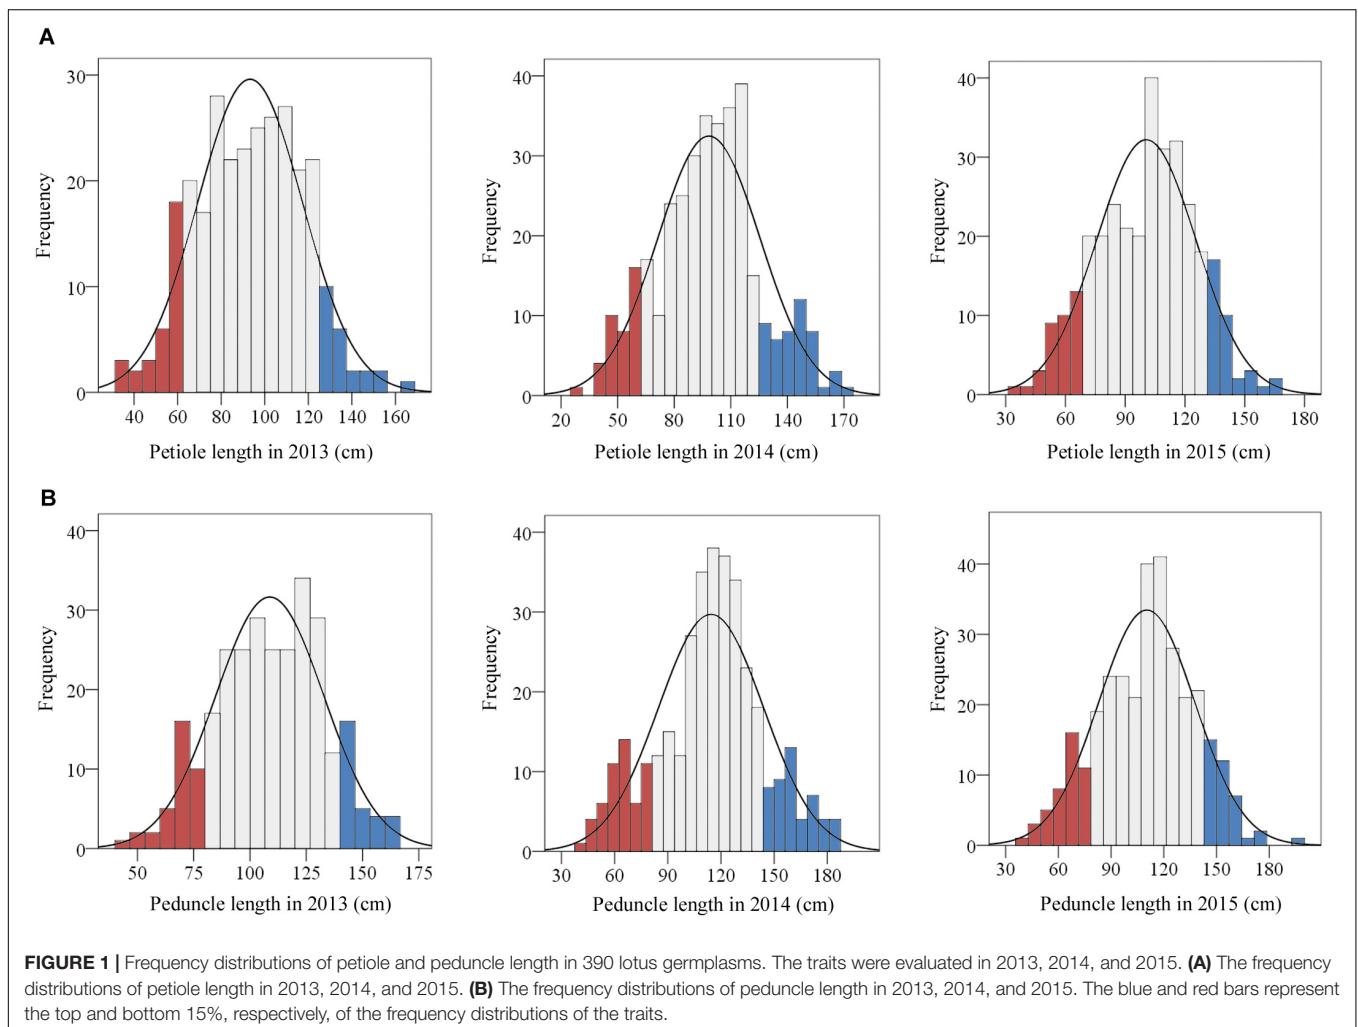 A
Frequency
30
20
10
0
40 60 80 100 120 140 160
Petiole length in 2013 (cm)
Frequency
40
30
20
10
0
20 50 80 110 140 170
Petiole length in 2014 (cm)
Frequency
40
30
20
10
0
30 60 90 120 150 180
Petiole length in 2015 (cm)
B
Frequency
40
30
20
10
0
50 75 100 125 150 175
Peduncle length in 2013 (cm)
Frequency
40
30
20
10
0
30 60 90 120 150 180
Peduncle length in 2014 (cm)
Frequency
40
30
20
10
0
30 60 90 120 150 180
Peduncle length in 2015 (cm)
FIGURE 1 | Frequency distributions of petiole and peduncle length in 390 lotus germplasms. The traits were evaluated in 2013, 2014, and 2015. (A) The frequency
distributions of petiole length in 2013, 2014, and 2015. (B) The frequency distributions of peduncle length in 2013, 2014, and 2015. The blue and red bars represent
the top and bottom 15%, respectively, of the frequency distributions of the traits.